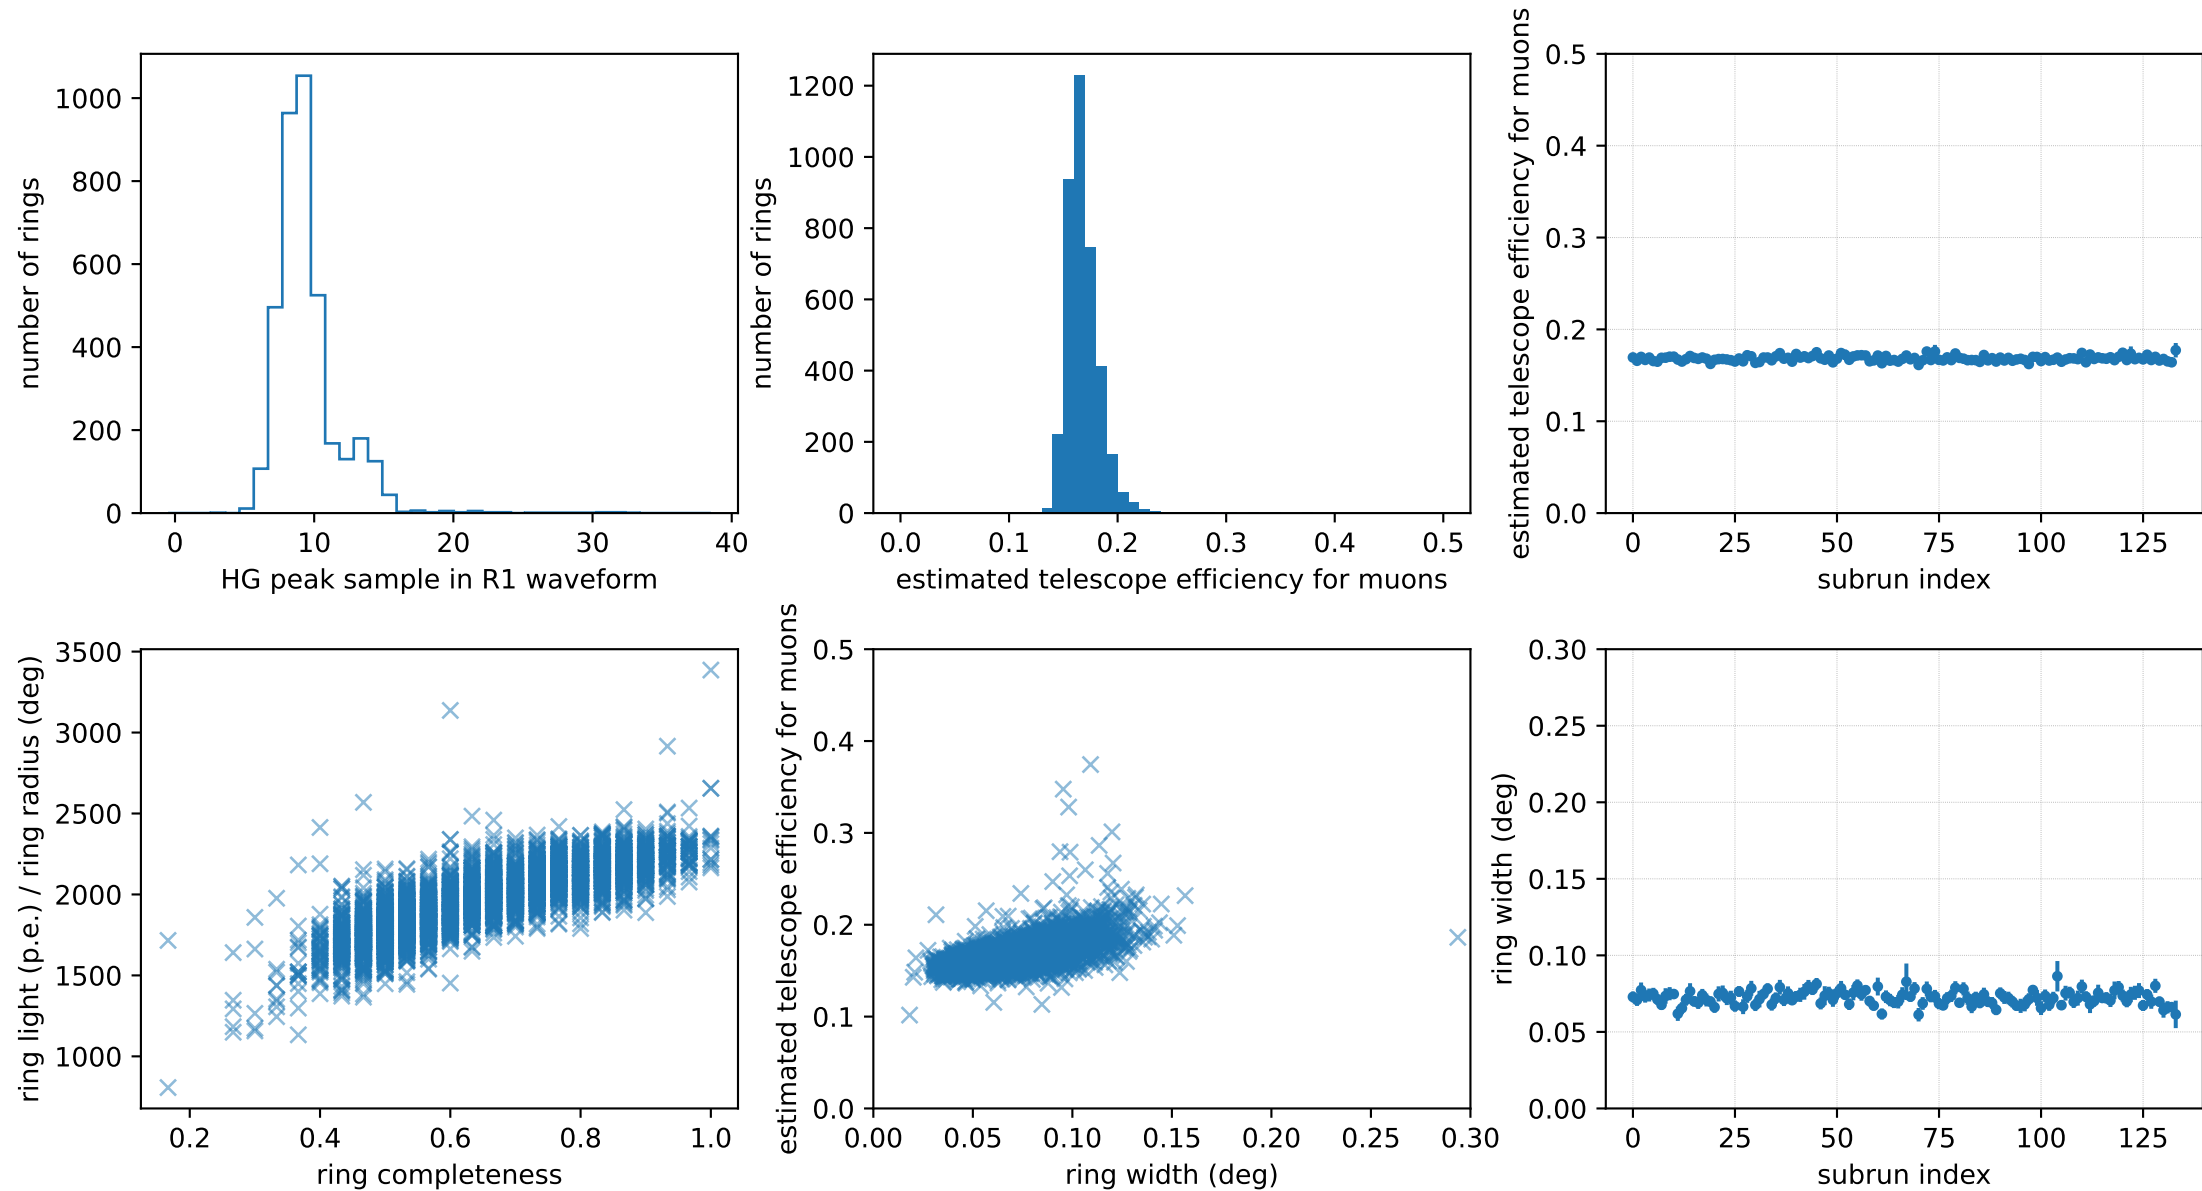 number of rings
1000
800
600
400
200
0
0 10 20 30 40
HG peak sample in R1 waveform
number of rings
1200
1000
800
600
400
200
0
0.0 0.1 0.2 0.3 0.4 0.5
estimated telescope efficiency for muons
estimated telescope efficiency for muons
0.5
0.4
0.3
0.2
0.1
0.0
0 25 50 75 100 125
subrun index
ring light (p.e.) / ring radius (deg)
3500
3000
2500
2000
1500
1000
0.2 0.4 0.6 0.8 1.0
ring completeness
estimated telescope efficiency for muons
0.5
0.4
0.3
0.2
0.1
0.0
0.00 0.05 0.10 0.15 0.20 0.25 0.30
ring width (deg)
ring width (deg)
0.30
0.25
0.20
0.15
0.10
0.05
0.00
0 25 50 75 100 125
subrun index